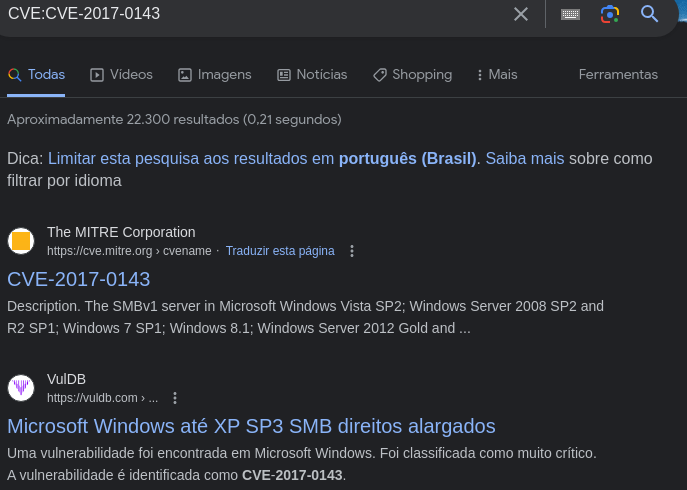 CVE:CVE-2017-0143
Todas Vídeos Imagens Notícias Shopping Mais Ferramentas
Aproximadamente 22.300 resultados (0,21 segundos)
Dica: Limitar esta pesquisa aos resultados em português (Brasil). Saiba mais sobre como
filtrar por idioma
The MITRE Corporation
https://cve.mitre.org › cvename · Traduzir esta página
CVE-2017-0143
Description. The SMBv1 server in Microsoft Windows Vista SP2; Windows Server 2008 SP2 and
R2 SP1; Windows 7 SP1; Windows 8.1; Windows Server 2012 Gold and ...
VulDB
https://vuldb.com › ...
Microsoft Windows até XP SP3 SMB direitos alargados
Uma vulnerabilidade foi encontrada em Microsoft Windows. Foi classificada como muito crítico.
A vulnerabilidade é identificada como CVE-2017-0143.